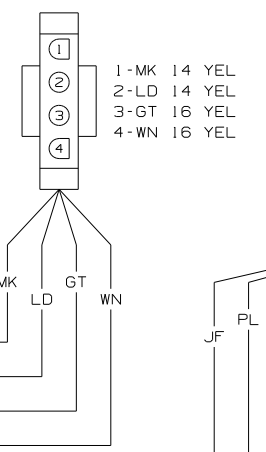 1
2
3
4
1-MK 14 YEL
2-LD 14 YEL
3-GT 16 YEL
4-WN 16 YEL
MK
GT
LD
WN
PL
JF